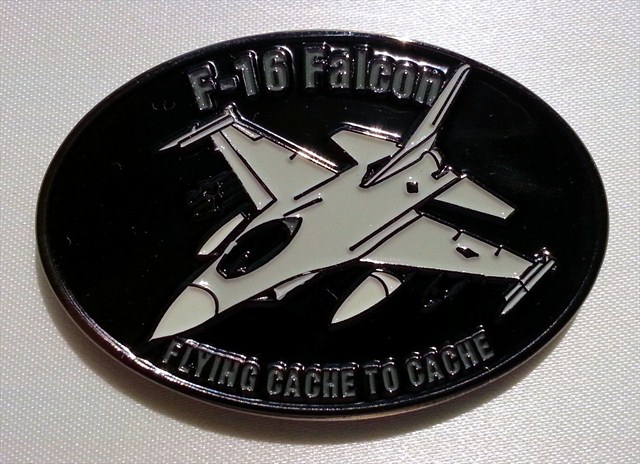 F-16 Falcon
FLYING CACHE TO CACHE